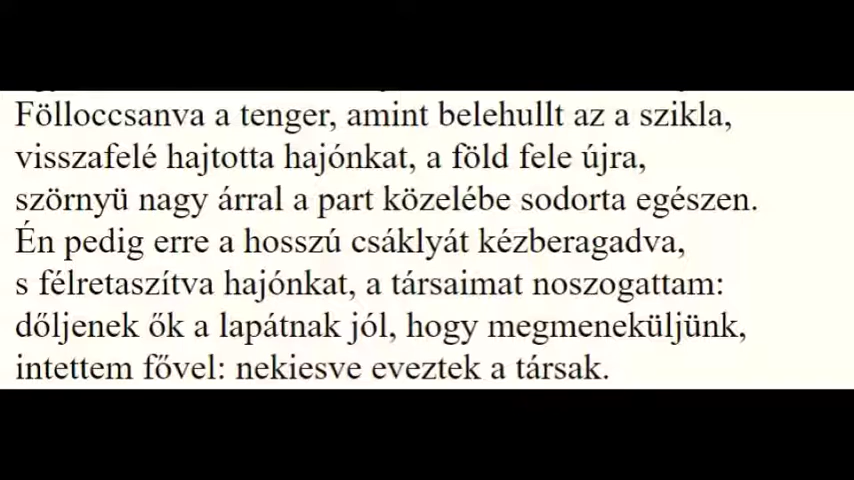 Fölloccsanva a tenger, amint belehullt az a szikla,
visszafelé hajtotta hajónkat, a föld fele újra,
szörnyü nagy árral a part közelébe sodorta egészen.
Én pedig erre a hosszú csáklyát kézberagadva,
s félretaszítva hajónkat, a társaimat noszogattam:
dőljenek ők a lapátnak jól, hogy megmeneküljünk,
intettem fővel: nekiesve eveztek a társak.